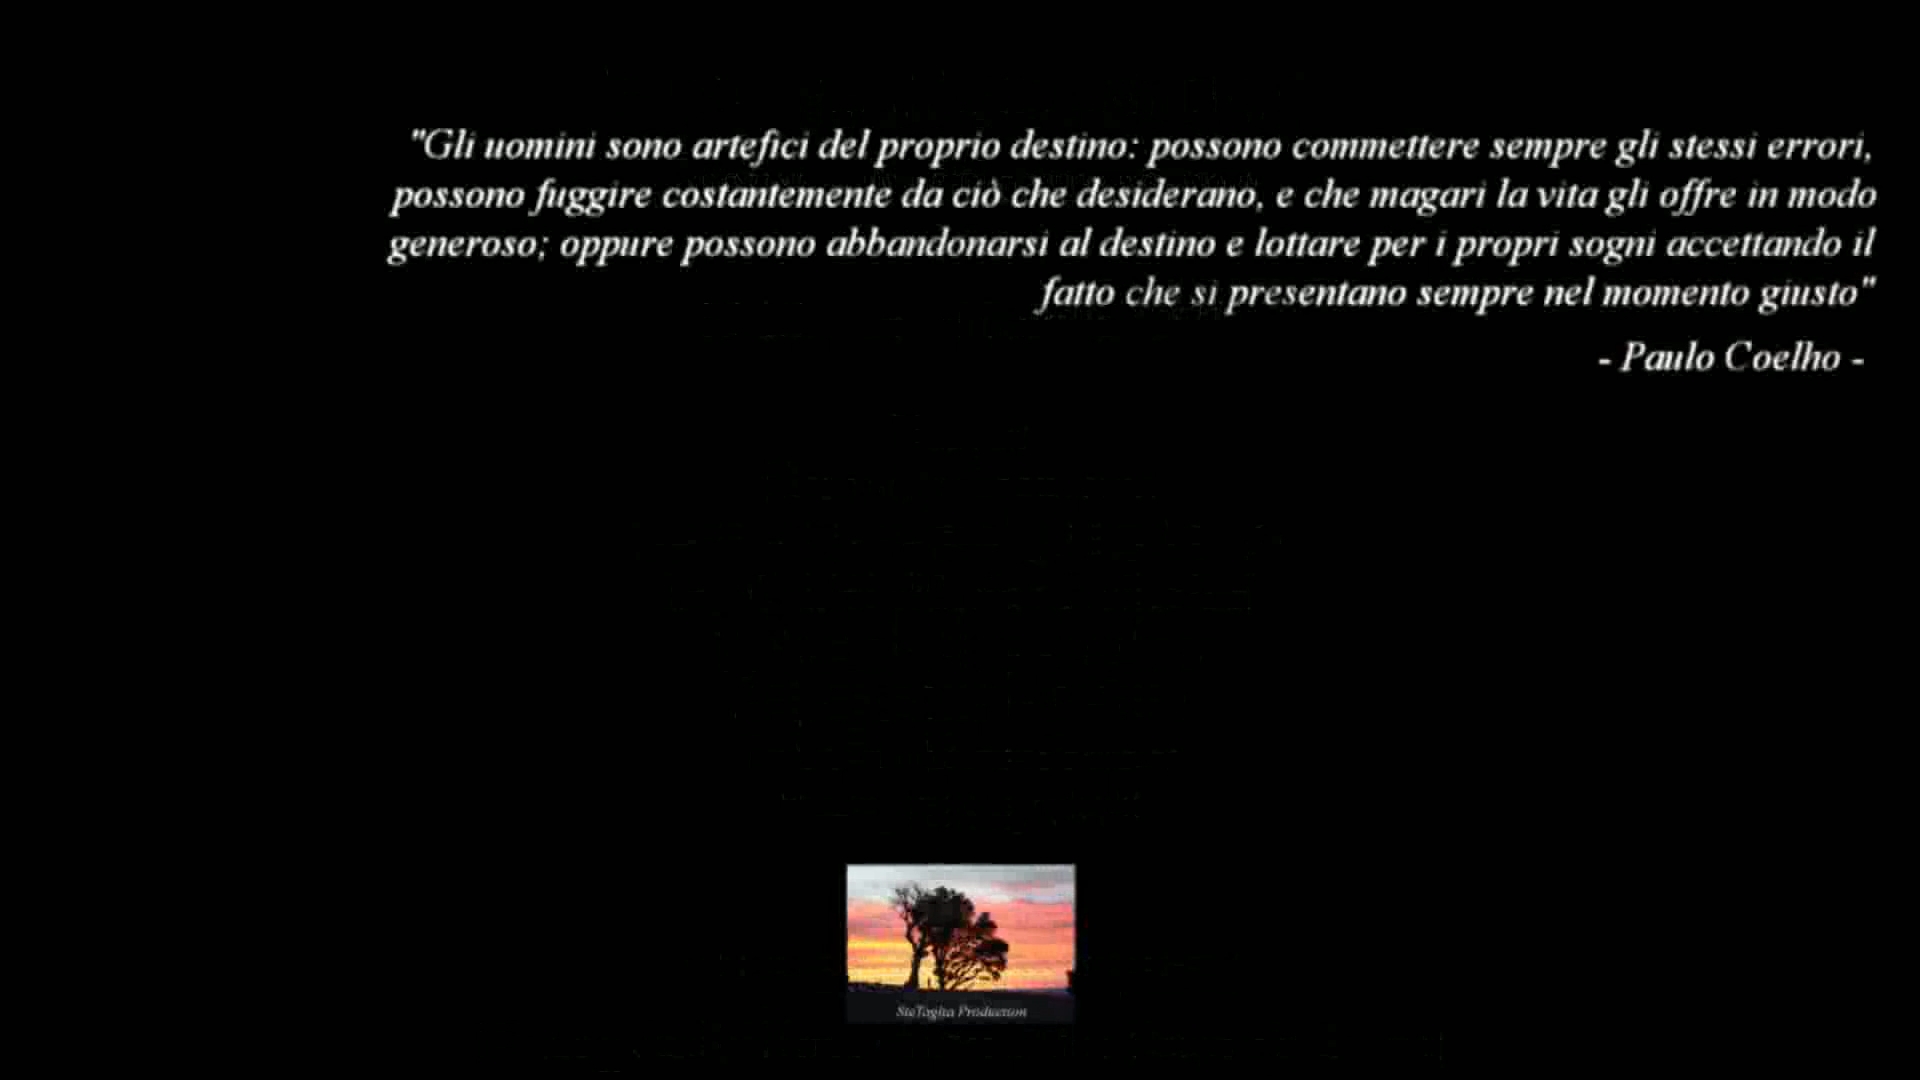 "Gli uomini sono artefici del proprio destino: possono commettere sempre gli stessi errori,
possono fuggire costantemente da ciò che desiderano, e che magari la vita gli offre in modo
generoso; oppure possono abbandonarsi al destino e lottare per i propri sogni accettando il
fatto che si presentano sempre nel momento giusto"
- Paulo Coelho -
SteTaglia Production